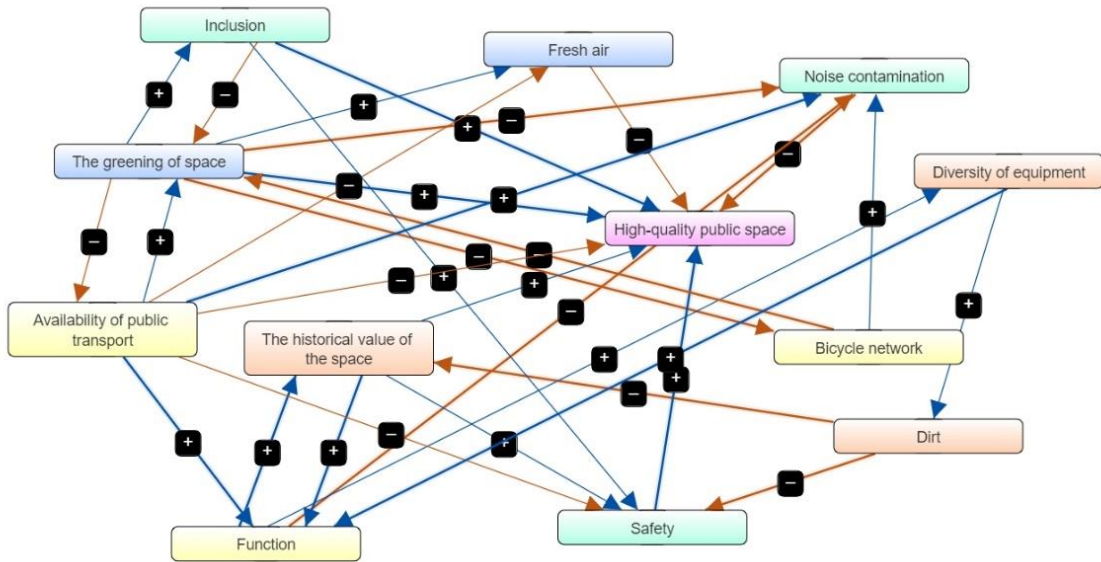 Inclusion
Fresh air
Noise contamination
+
–
+
+
–
–
The greening of space
Diversity of equipment
–
+
+
+
High-quality public space
–
+
–
+
–
–
+
+
Availability of public
transport
–
+
The historical value of
the space
Bicycle network
+
+
+
–
Dirt
+
+
+
–
+
–
Safety
Function